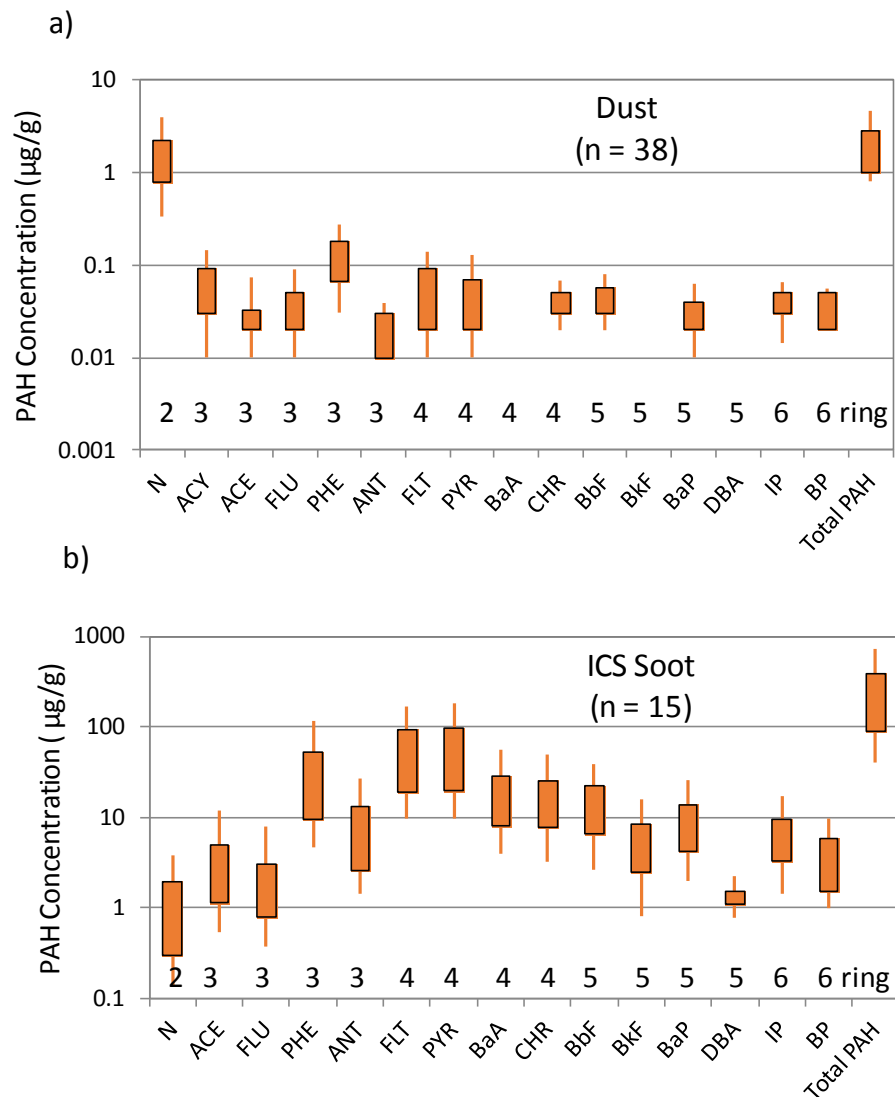 a)
PAH Concentration (µg/g)
10
1
0.1
0.01
0.001
Dust
(n = 38)
2 3 3 3 3 3 4 4 4 4 5 5 5 5 6 6 ring
N ACY ACE FLU PHE ANT FLT PYR BaA CHR BbF BkF BaP DBA IP BP Total PAH
b)
PAH Concentration ( µg/g)
1000
100
10
1
0.1
ICS Soot
(n = 15)
2 3 3 3 3 4 4 4 4 5 5 5 5 6 6 ring
N ACE FLU PHE ANT FLT PYR BaA CHR BbF BkF BaP DBA IP BP Total PAH